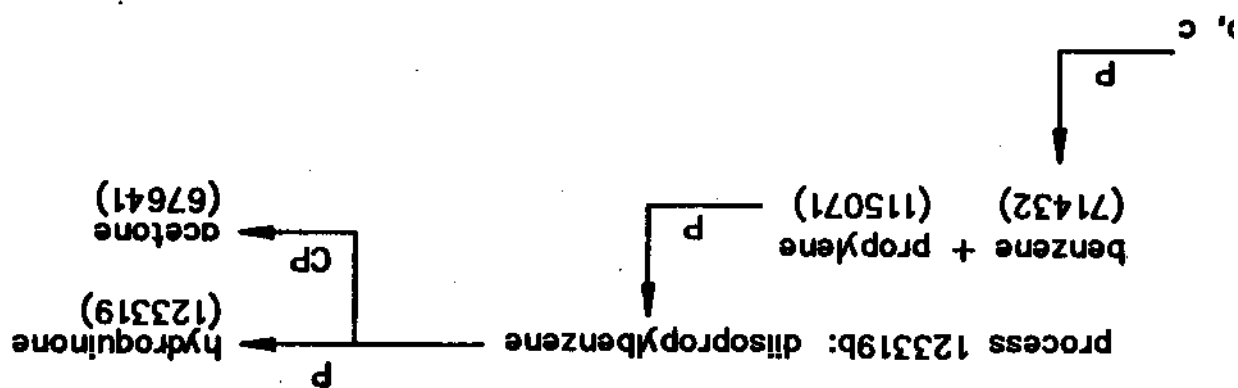 P
process 123319b: diisopropylbenzene
hydroquinone
(123319)
CP
acetone
(67641)
benzene + propylene
(71432) (115071)
P
P
, c